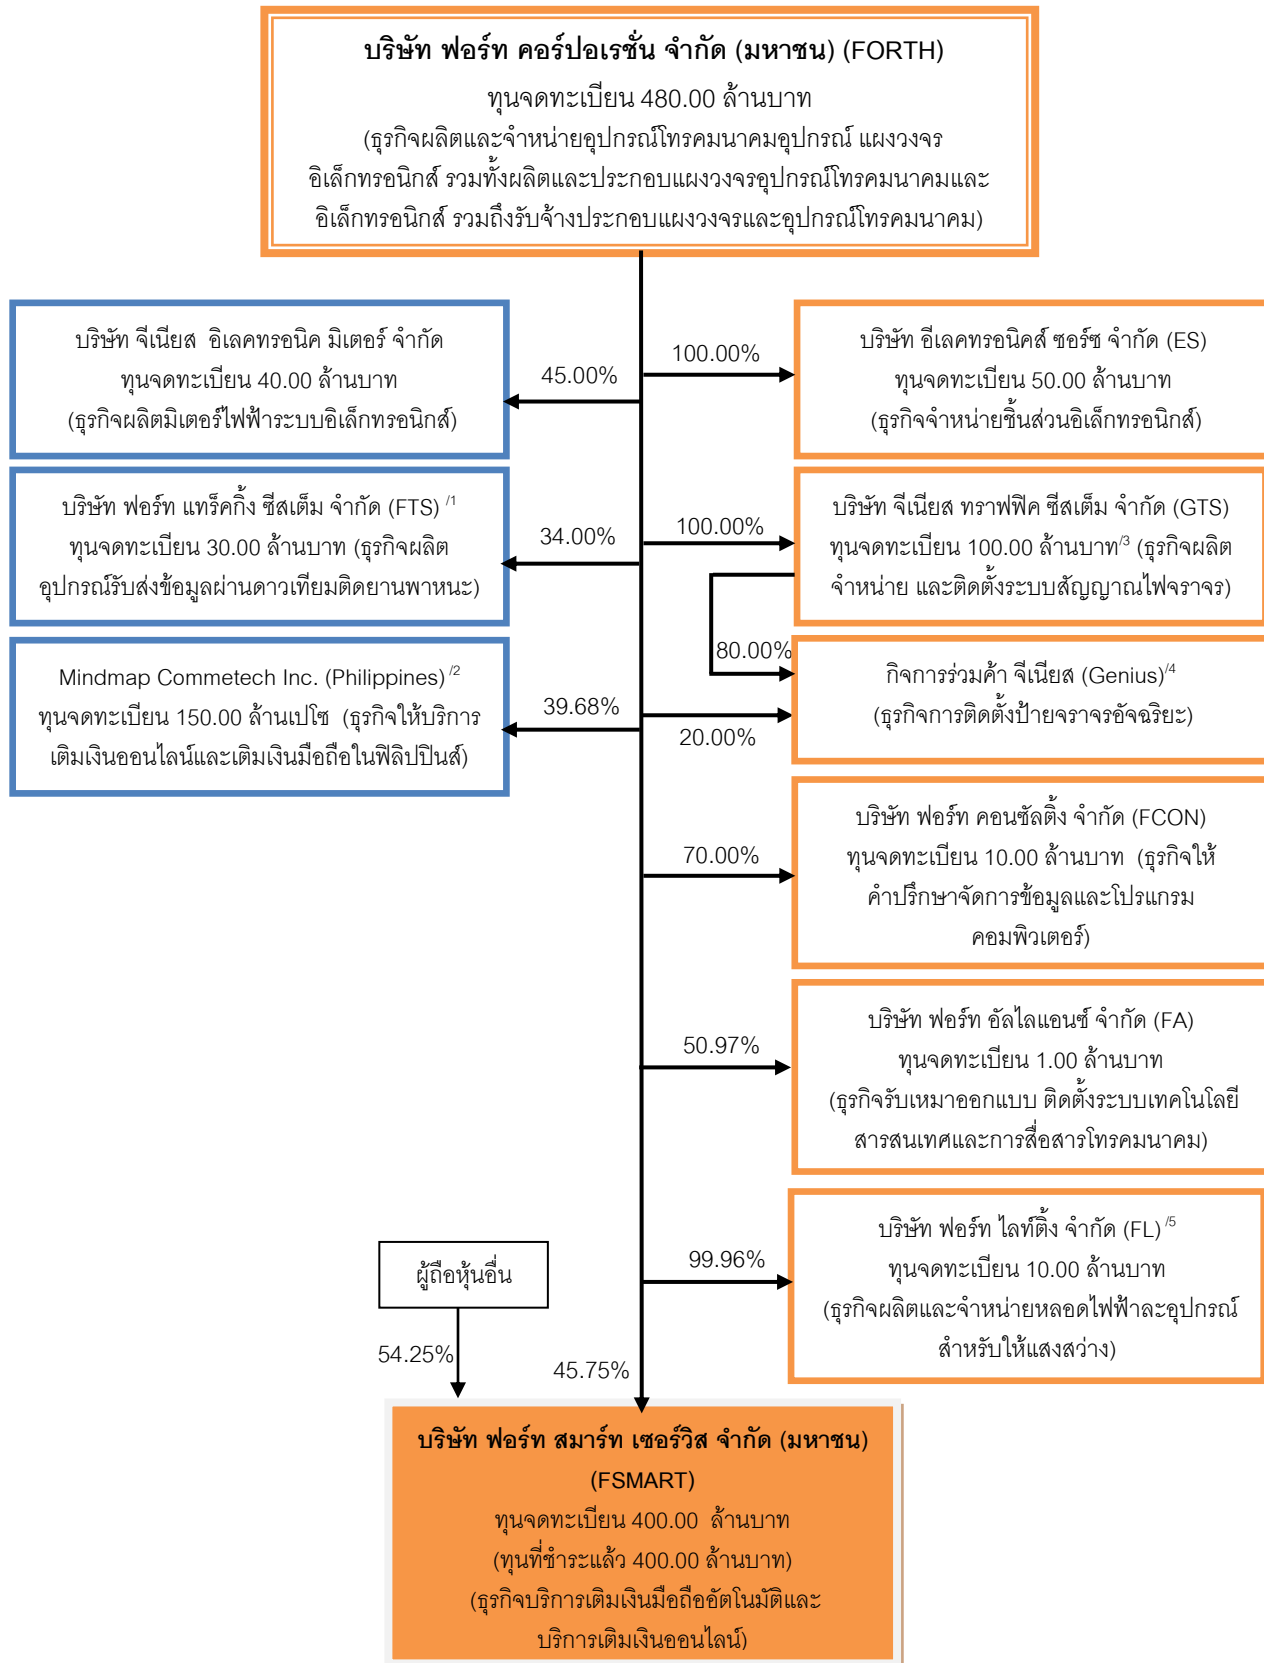 บริษัท ฟอร์ท คอร์ปอเรชั่น จำกัด (มหาชน) (FORTH)
ทุนจดทะเบียน 480.00 ล้านบาท
(ธุรกิจผลิตและจำหน่ายอุปกรณ์โทรคมนาคมอุปกรณ์ แผงวงจร
อิเล็กทรอนิกส์ รวมทั้งผลิตและประกอบแผงวงจรอุปกรณ์โทรคมนาคมและ
อิเล็กทรอนิกส์ รวมถึงรับจ้างประกอบแผงวงจรและอุปกรณ์โทรคมนาคม)
บริษัท จีเนียส อิเลคทรอนิค มิเตอร์ จำกัด
ทุนจดทะเบียน 40.00 ล้านบาท
(ธุรกิจผลิตมิเตอร์ไฟฟ้าระบบอิเล็กทรอนิกส์)
45.00%
100.00%
บริษัท อีเลคทรอนิคส์ ซอร์ซ จำกัด (ES)
ทุนจดทะเบียน 50.00 ล้านบาท
(ธุรกิจจำหน่ายชิ้นส่วนอิเล็กทรอนิกส์)
บริษัท ฟอร์ท แทร็คกิ้ง ซีสเต็ม จำกัด (FTS) /1
ทุนจดทะเบียน 30.00 ล้านบาท (ธุรกิจผลิต
อุปกรณ์รับส่งข้อมูลผ่านดาวเทียมติดยานพาหนะ)
34.00%
100.00%
บริษัท จีเนียส ทราฟฟิค ซีสเต็ม จำกัด (GTS)
ทุนจดทะเบียน 100.00 ล้านบาท/3 (ธุรกิจผลิต
จำหน่าย และติดตั้งระบบสัญญาณไฟจราจร)
Mindmap Commetech Inc. (Philippines) /2
ทุนจดทะเบียน 150.00 ล้านเปโซ (ธุรกิจให้บริการ
เติมเงินออนไลน์และเติมเงินมือถือในฟิลิปปินส์)
39.68%
80.00%
20.00%
กิจการร่วมค้า จีเนียส (Genius)/4
(ธุรกิจการติดตั้งป้ายจราจรอัจฉริยะ)
70.00%
บริษัท ฟอร์ท คอนซัลติ้ง จำกัด (FCON)
ทุนจดทะเบียน 10.00 ล้านบาท (ธุรกิจให้
คำปรึกษาจัดการข้อมูลและโปรแกรม
คอมพิวเตอร์)
50.97%
บริษัท ฟอร์ท อัลไลแอนซ์ จำกัด (FA)
ทุนจดทะเบียน 1.00 ล้านบาท
(ธุรกิจรับเหมาออกแบบ ติดตั้งระบบเทคโนโลยี
สารสนเทศและการสื่อสารโทรคมนาคม)
99.96%
บริษัท ฟอร์ท ไลท์ติ้ง จำกัด (FL) /5
ทุนจดทะเบียน 10.00 ล้านบาท
(ธุรกิจผลิตและจำหน่ายหลอดไฟฟ้าละอุปกรณ์
สำหรับให้แสงสว่าง)
ผู้ถือหุ้นอื่น
54.25%
45.75%
บริษัท ฟอร์ท สมาร์ท เซอร์วิส จำกัด (มหาชน)
(FSMART)
ทุนจดทะเบียน 400.00 ล้านบาท
(ทุนที่ชำระแล้ว 400.00 ล้านบาท)
(ธุรกิจบริการเติมเงินมือถืออัตโนมัติและ
บริการเติมเงินออนไลน์)